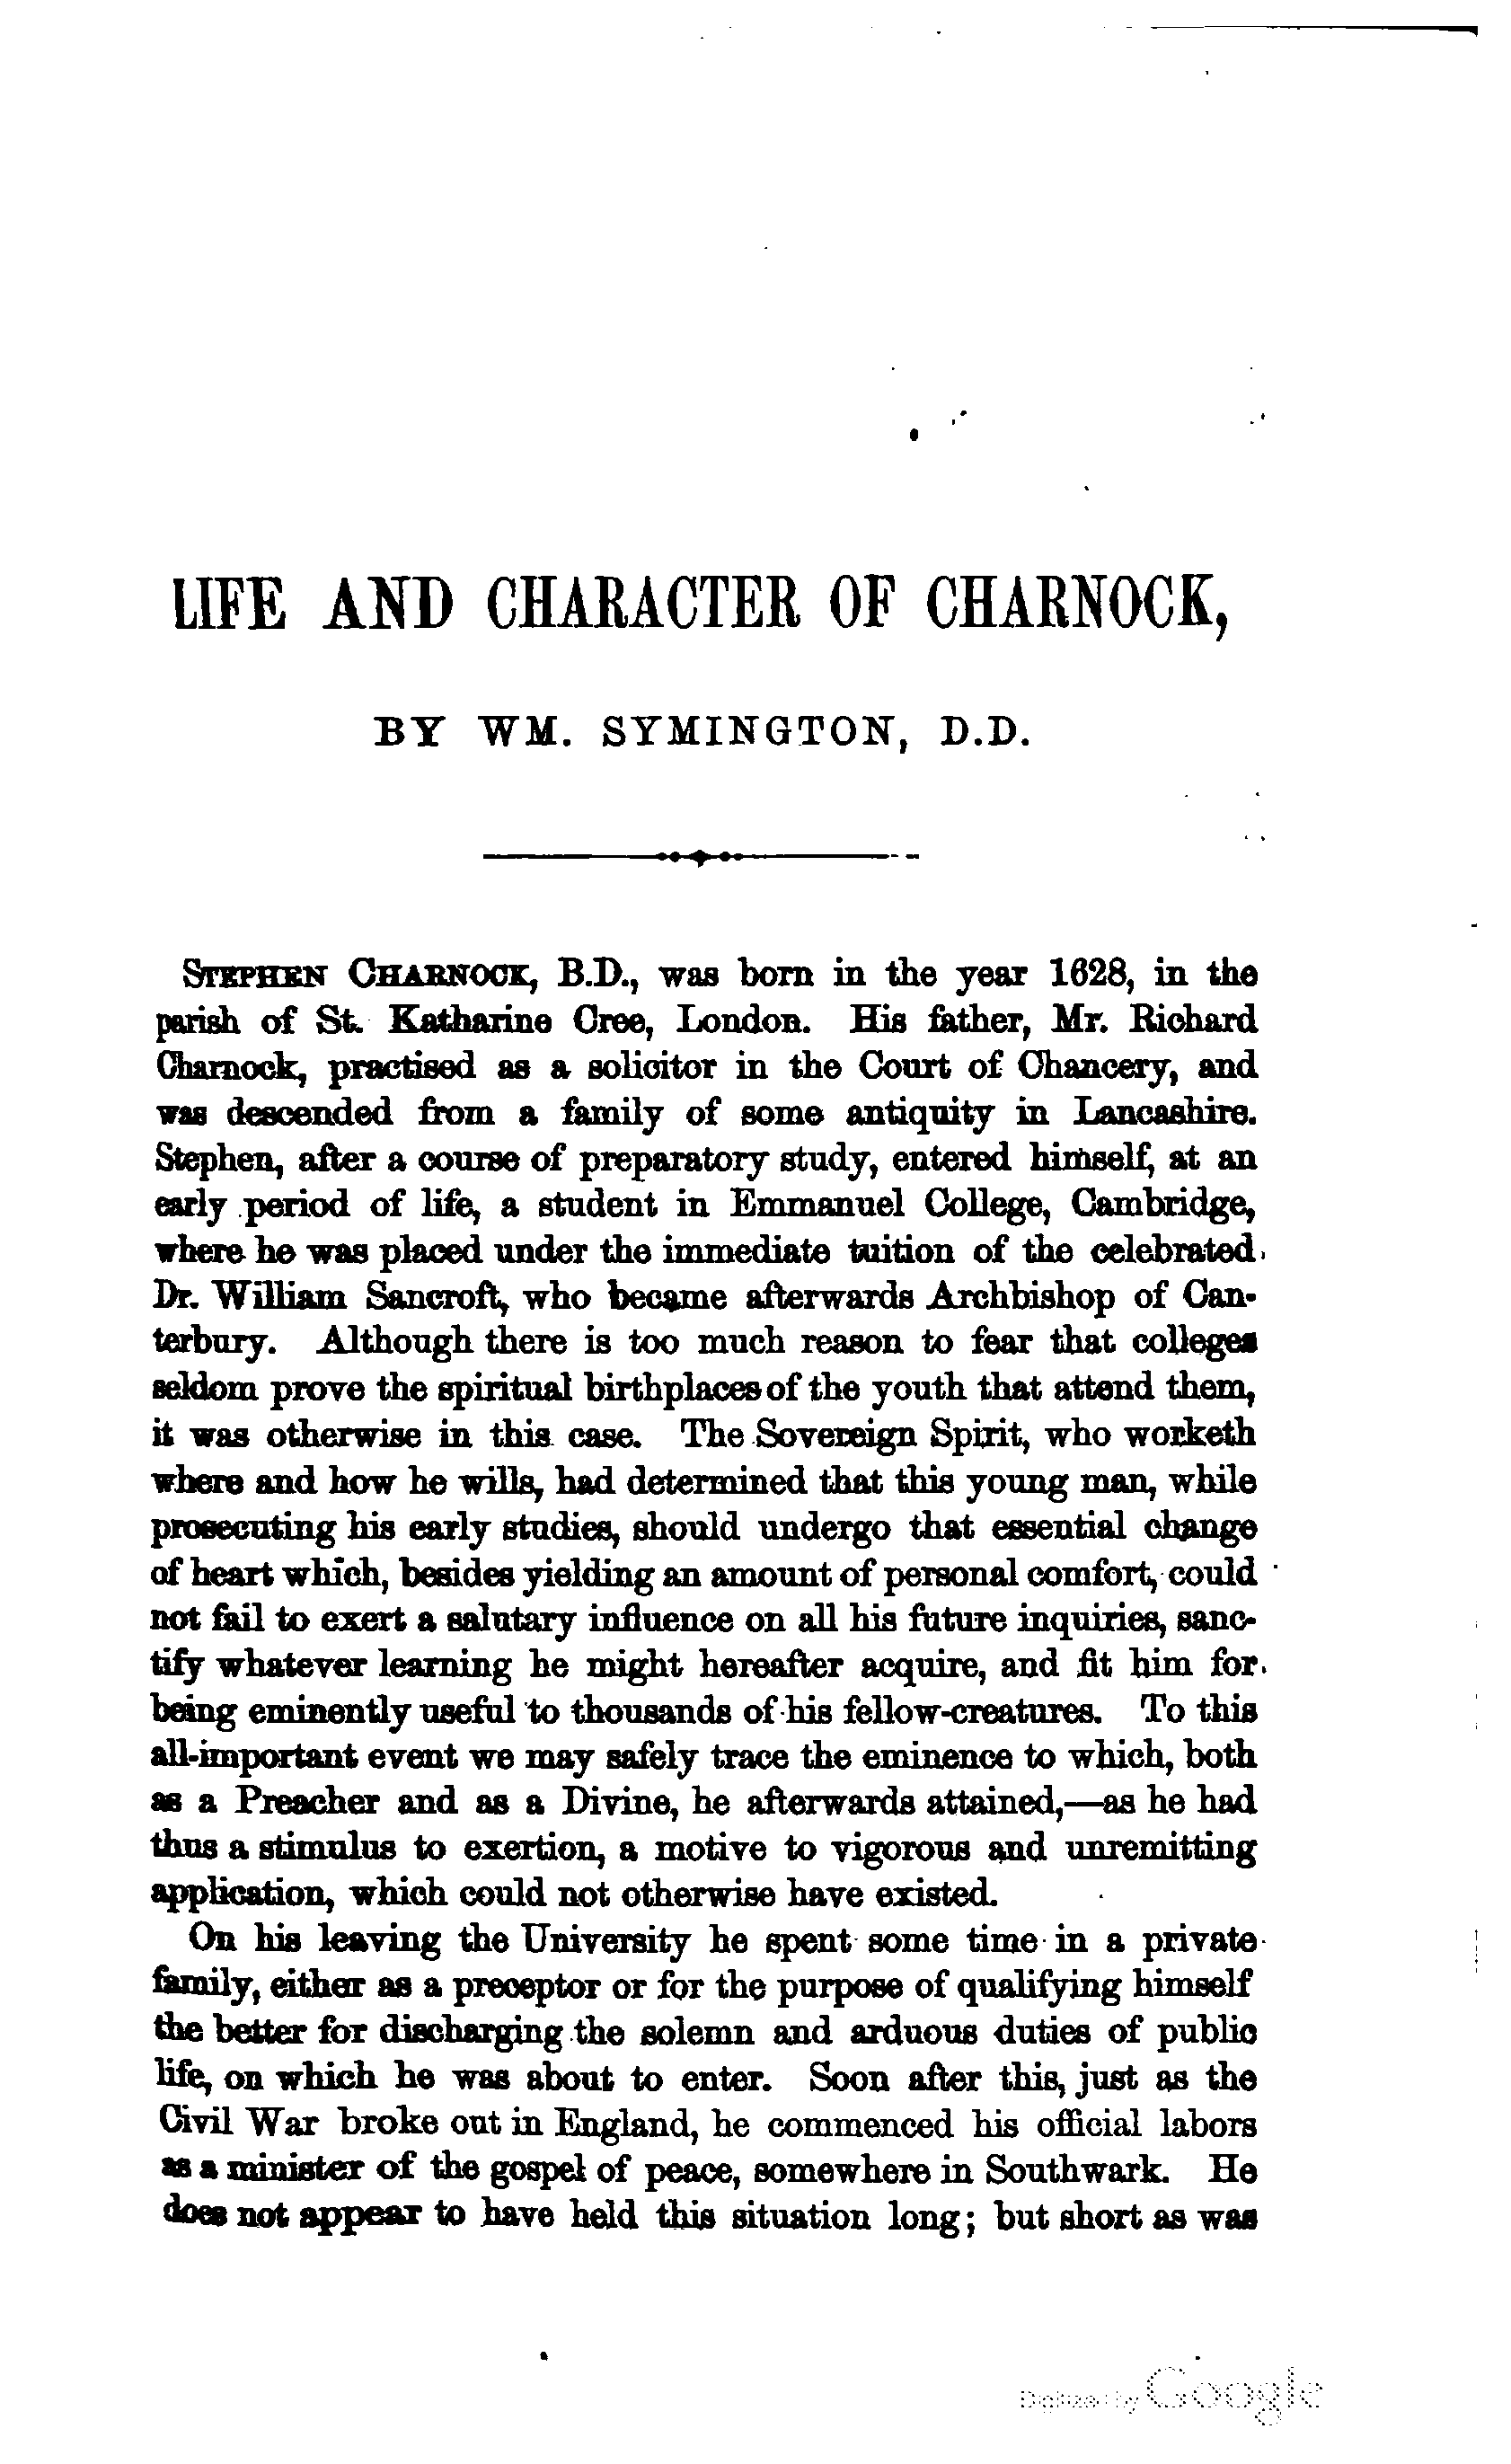 LIFE AND CHARACTER OF CHARNOCK,
BY WM. SYMINGTON, D.D.
STEPHEN CHARNOCK, B.D., was born in the year 1628, in the
parish of St. Katharine Cree, London. His father, Mr. Richard
Charnock, practised as a solicitor in the Court of Chancery, and
was descended from a family of some antiquity in Lancashire.
Stephen, after a course of preparatory study, entered himself, at an
early period of life, a student in Emmanuel College, Cambridge,
where he was placed under the immediate tuition of the celebrated
Dr. William Sancroft, who became afterwards Archbishop of Can-
terbury. Although there is too much reason to fear that colleges
seldom prove the spiritual birthplaces of the youth that attend them,
it was otherwise in this case. The Sovereign Spirit, who worketh
where and how he wills, had determined that this young man, while
prosecuting his early studies, should undergo that essential change
of heart which, besides yielding an amount of personal comfort, could
not fail to exert a salutary influence on all his future inquiries, sanc-
tify whatever learning he might hereafter acquire, and fit him for
being eminently useful to thousands of his fellow-creatures. To this
all-important event we may safely trace the eminence to which, both
as a Preacher and as a Divine, he afterwards attained,—as he had
thus a stimulus to exertion, a motive to vigorous and unremitting
application, which could not otherwise have existed.
On his leaving the University he spent some time in a private
family, either as a preceptor or for the purpose of qualifying himself
the better for discharging the solemn and arduous duties of public
life, on which he was about to enter. Soon after this, just as the
Civil War broke out in England, he commenced his official labors
as a minister of the gospel of peace, somewhere in Southwark. He
does not appear to have held this situation long; but short as was
Digitized by Google